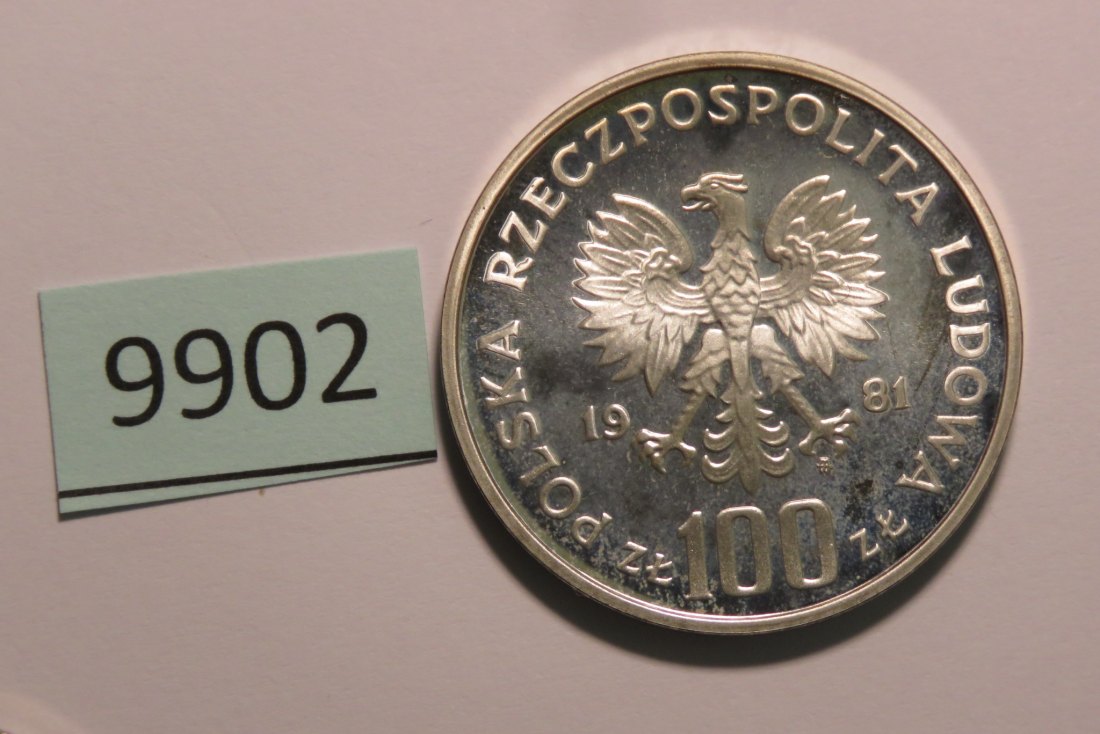 9902
POLSKA RZECZPOSPOLITA LUDOWA
19 81
ZŁ 100 ZŁ